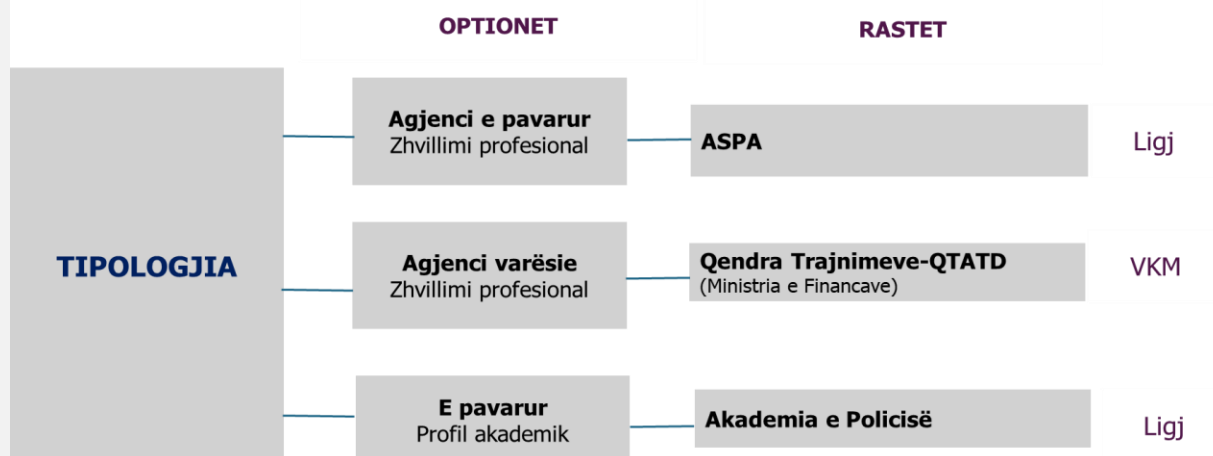 OPTIONET
RASTET
TIPOLOGJIA
Agjenci e pavarur
Zhvillimi profesional
ASPA
Ligj
Agjenci varësie
Zhvillimi profesional
Qendra Trajnimeve-QTATD
(Ministria e Financave)
VKM
E pavarur
Profil akademik
Akademia e Policisë
Ligj